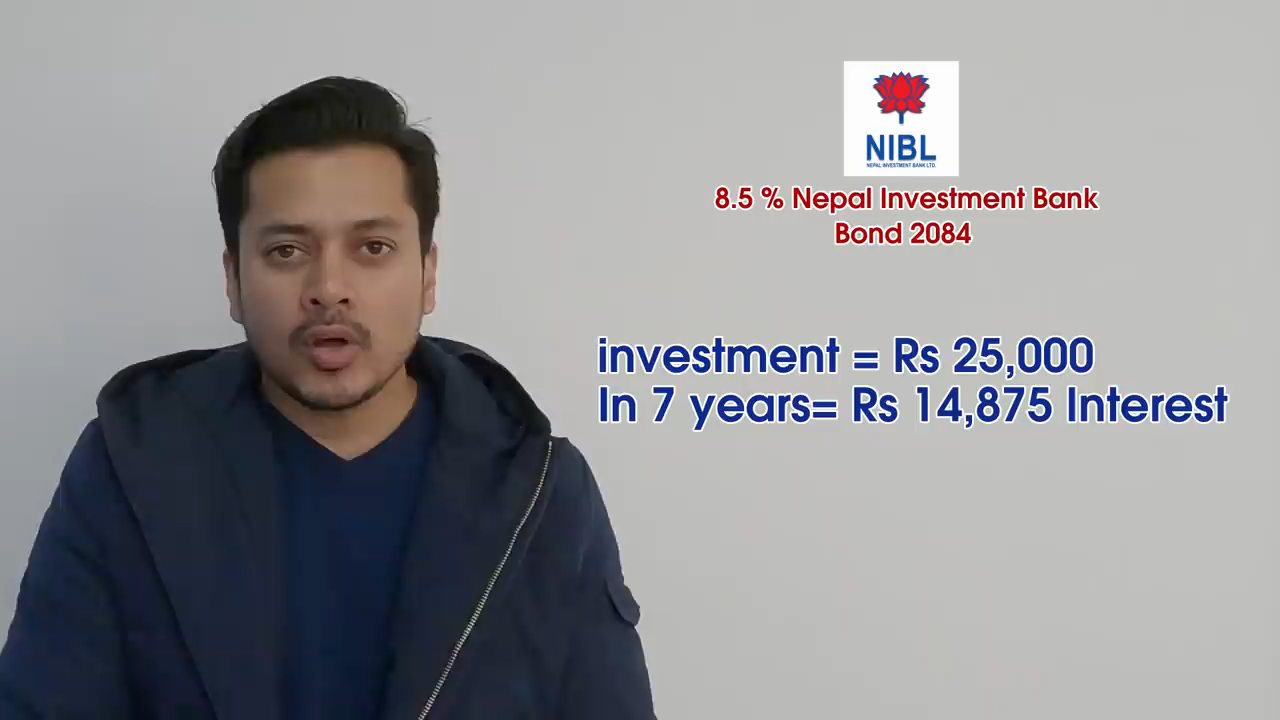 NIBL
NEPAL INVESTMENT BANK LTD.
8.5 % Nepal Investment Bank
Bond 2084
investment = Rs 25,000
In 7 years= Rs 14,875 Interest